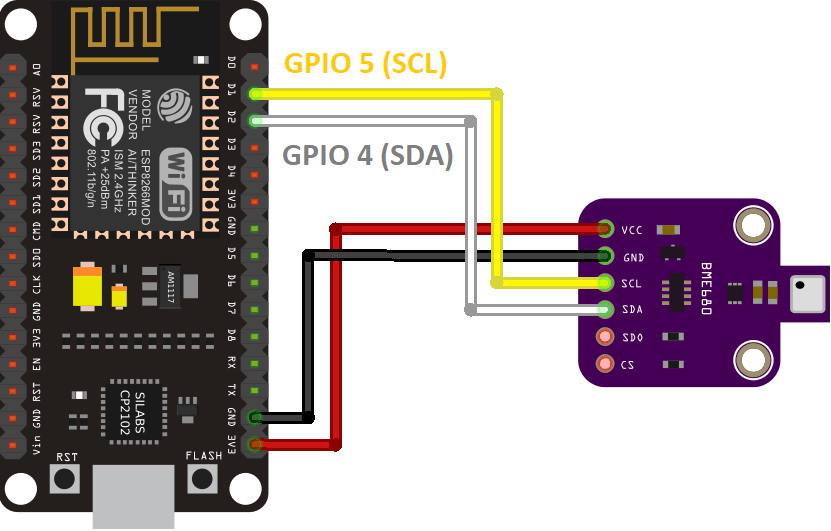 GPIO 5 (SCL)
GPIO 4 (SDA)
A0
RSV
RSV
SD3
SD2
SD1
CMD
SD0
CLK
GND
3V3
EN
RST
GND
Vin
D0
D1
D2
D3
D4
3V3
GND
D5
D6
D7
D8
RX
TX
GND
3V3
MODEL ESP8266MOD
VENDOR AI/THINKER
ISM 2.4GHz
PA +25dBm
802.11b/g/n
FC
Wi Fi
AM1117
SILABS
CP2102
RST
FLASH
VCC
GND
SCL
SDA
SDO
CS
BME680